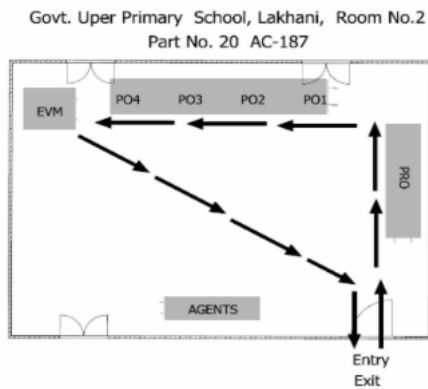 Govt. Uper Primary School, Lakhani, Room No.2
Part No. 20 AC-187
EVM
PO4 PO3 PO2 PO1
PRO
AGENTS
Entry
Exit